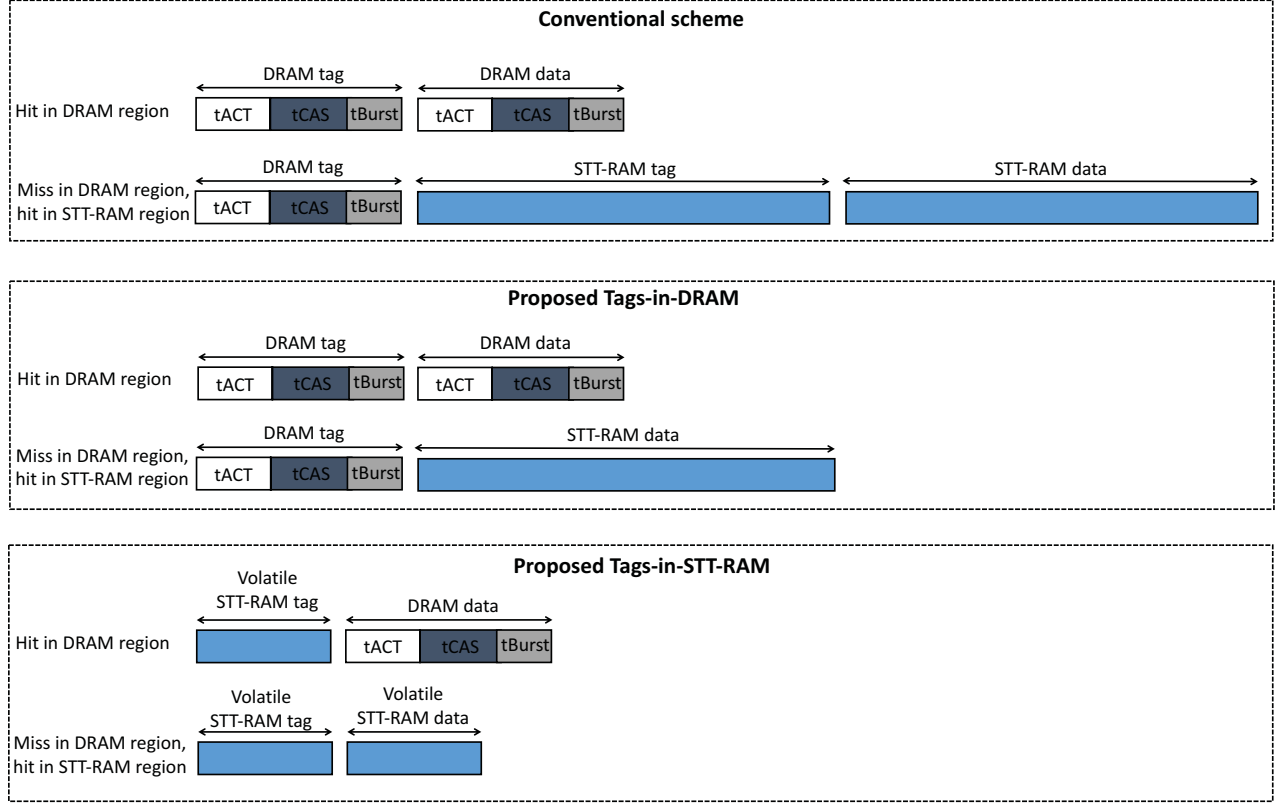 Conventional scheme
DRAM tag
DRAM data
Hit in DRAM region
tACT
tCAS
tBurst
tACT
tCAS
tBurst
DRAM tag
STT-RAM tag
STT-RAM data
Miss in DRAM region,
hit in STT-RAM region
tACT
tCAS
tBurst
Proposed Tags-in-DRAM
DRAM tag
DRAM data
Hit in DRAM region
tACT
tCAS
tBurst
tACT
tCAS
tBurst
DRAM tag
STT-RAM data
Miss in DRAM region,
hit in STT-RAM region
tACT
tCAS
tBurst
Proposed Tags-in-STT-RAM
Volatile
STT-RAM tag
DRAM data
Hit in DRAM region
tACT
tCAS
tBurst
Volatile
STT-RAM tag
Volatile
STT-RAM data
Miss in DRAM region,
hit in STT-RAM region